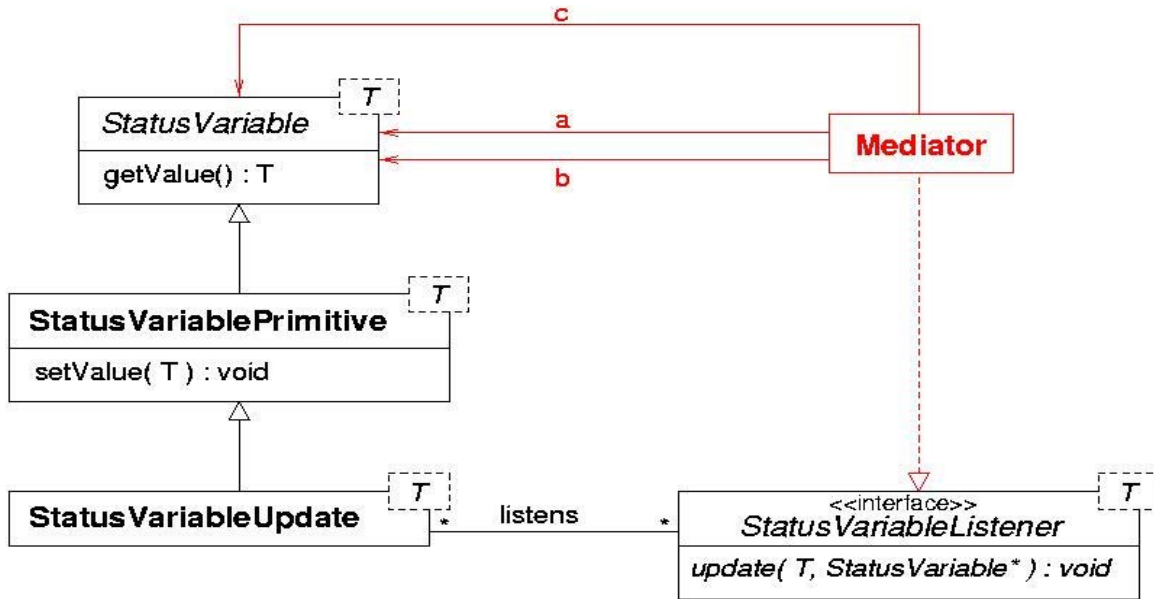 c
T
StatusVariable
a
Mediator
getValue() : T
b
T
StatusVariablePrimitive
setValue( T ) : void
T
T
StatusVariableUpdate
* listens *
<<interface>>
StatusVariableListener
update( T, StatusVariable* ) : void